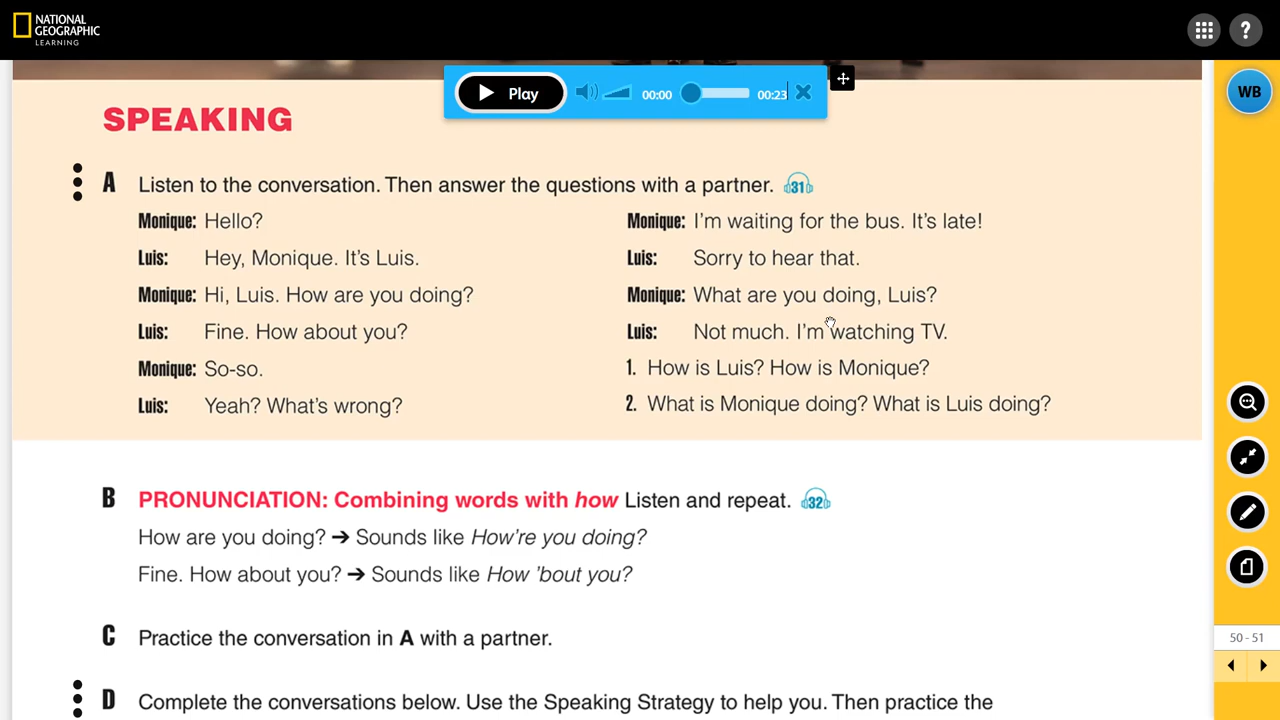 NATIONAL
GEOGRAPHIC
LEARNING
?
Play
00:00
00:23
WB
SPEAKING
A Listen to the conversation. Then answer the questions with a partner. 31
Monique: Hello?
Luis: Hey, Monique. It's Luis.
Monique: Hi, Luis. How are you doing?
Luis: Fine. How about you?
Monique: So-so.
Luis: Yeah? What's wrong?
Monique: I'm waiting for the bus. It's late!
Luis: Sorry to hear that.
Monique: What are you doing, Luis?
Luis: Not much. I'm watching TV.
1. How is Luis? How is Monique?
2. What is Monique doing? What is Luis doing?
B PRONUNCIATION: Combining words with how Listen and repeat. 32
How are you doing? ➔ Sounds like How're you doing?
Fine. How about you? ➔ Sounds like How 'bout you?
C Practice the conversation in A with a partner.
D Complete the conversations below. Use the Speaking Strategy to help you. Then practice the
50 - 51